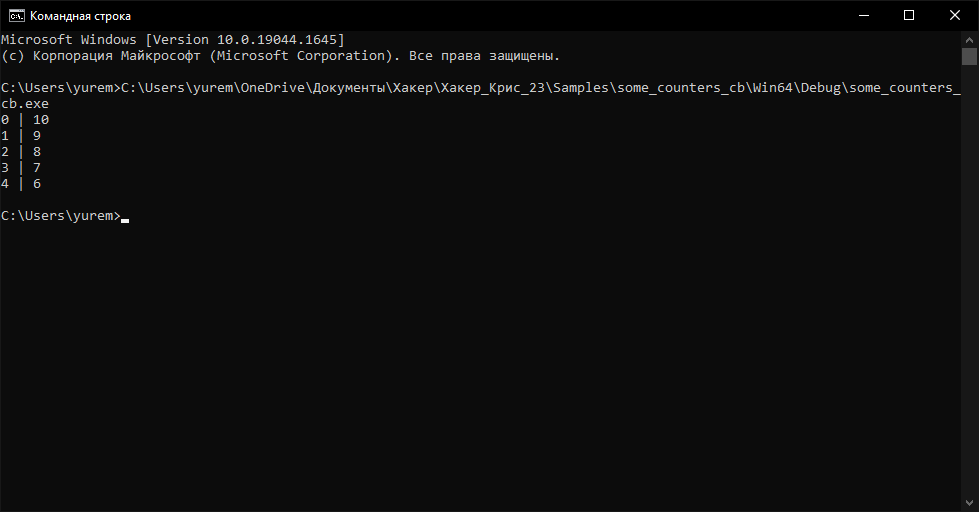 Командная строка
Microsoft Windows [Version 10.0.19044.1645]
(c) Корпорация Майкрософт (Microsoft Corporation). Все права защищены.
C:\Users\yurem>C:\Users\yurem\OneDrive\Документы\Хакер\Хакер_Крис_23\Samples\some_counters_cb\Win64\Debug\some_counters_
cb.exe
0 | 10
1 | 9
2 | 8
3 | 7
4 | 6
C:\Users\yurem>